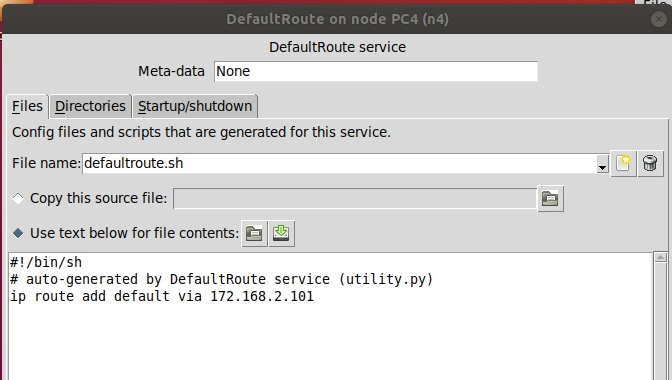 DefaultRoute on node PC4 (n4)
DefaultRoute service
Meta-data None
Files Directories Startup/shutdown
Config files and scripts that are generated for this service.
File name: defaultroute.sh
Copy this source file:
Use text below for file contents:
#!/bin/sh
# auto-generated by DefaultRoute service (utility.py)
ip route add default via 172.168.2.101